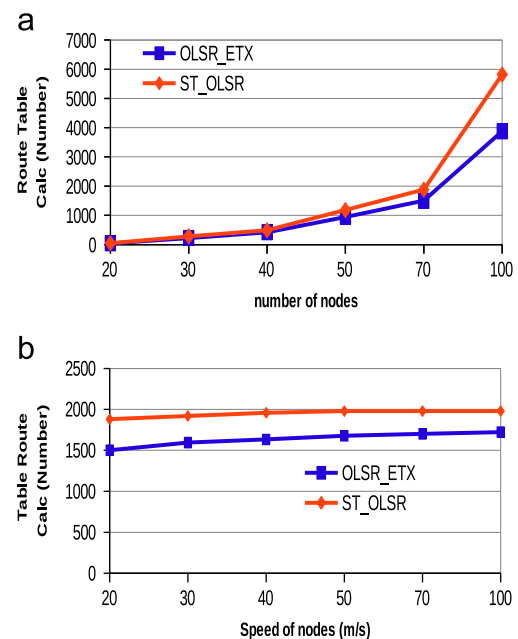 a
7000
6000
5000
4000
3000
2000
1000
0
Route Table
Calc (Number)
OLSR_ETX
ST_OLSR
20 30 40 50 70 100
number of nodes
b
2500
2000
1500
1000
500
0
Table Route
Calc (Number)
OLSR_ETX
ST_OLSR
20 30 40 50 70 100
Speed of nodes (m/s)